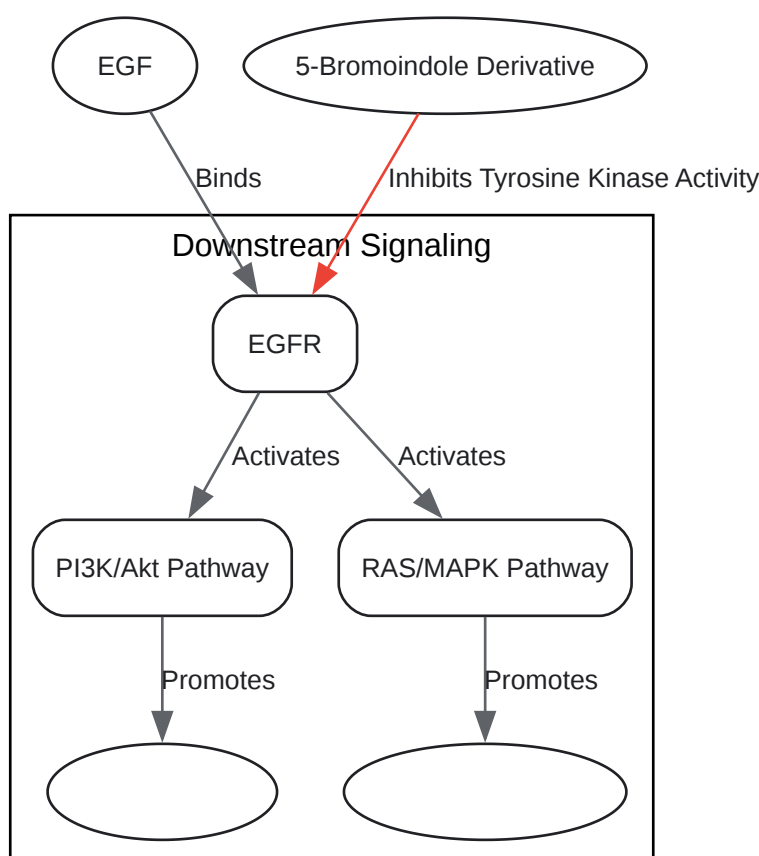 EGF
5-Bromoindole Derivative
Binds
Inhibits Tyrosine Kinase Activity
Downstream Signaling
EGFR
Activates
Activates
PI3K/Akt Pathway
RAS/MAPK Pathway
Promotes
Promotes